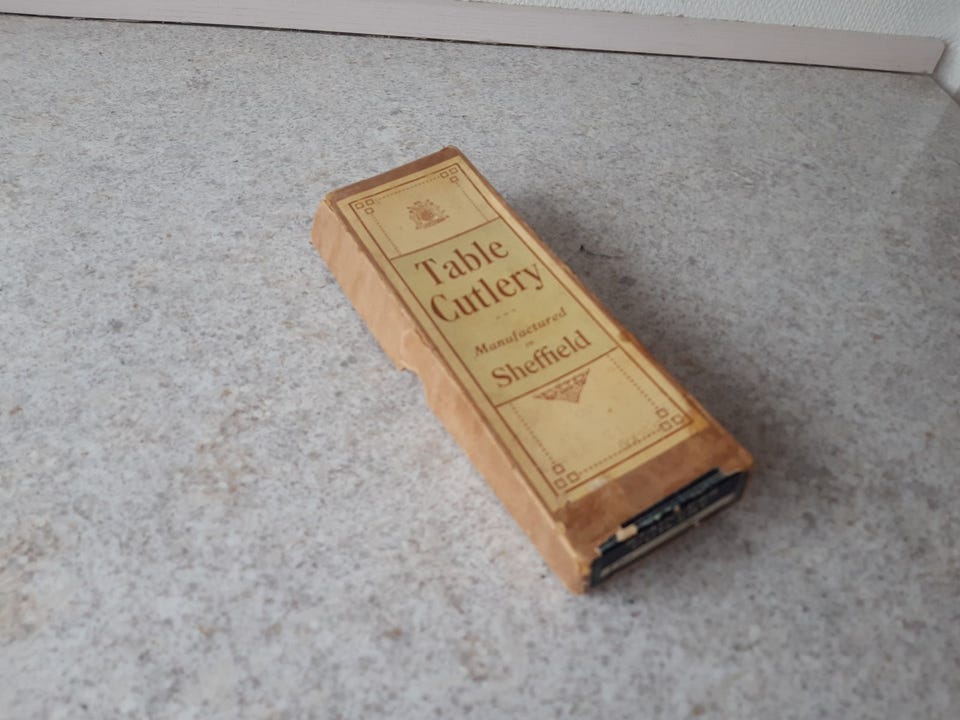 Table
Cutlery
Manufactured
in
Sheffield